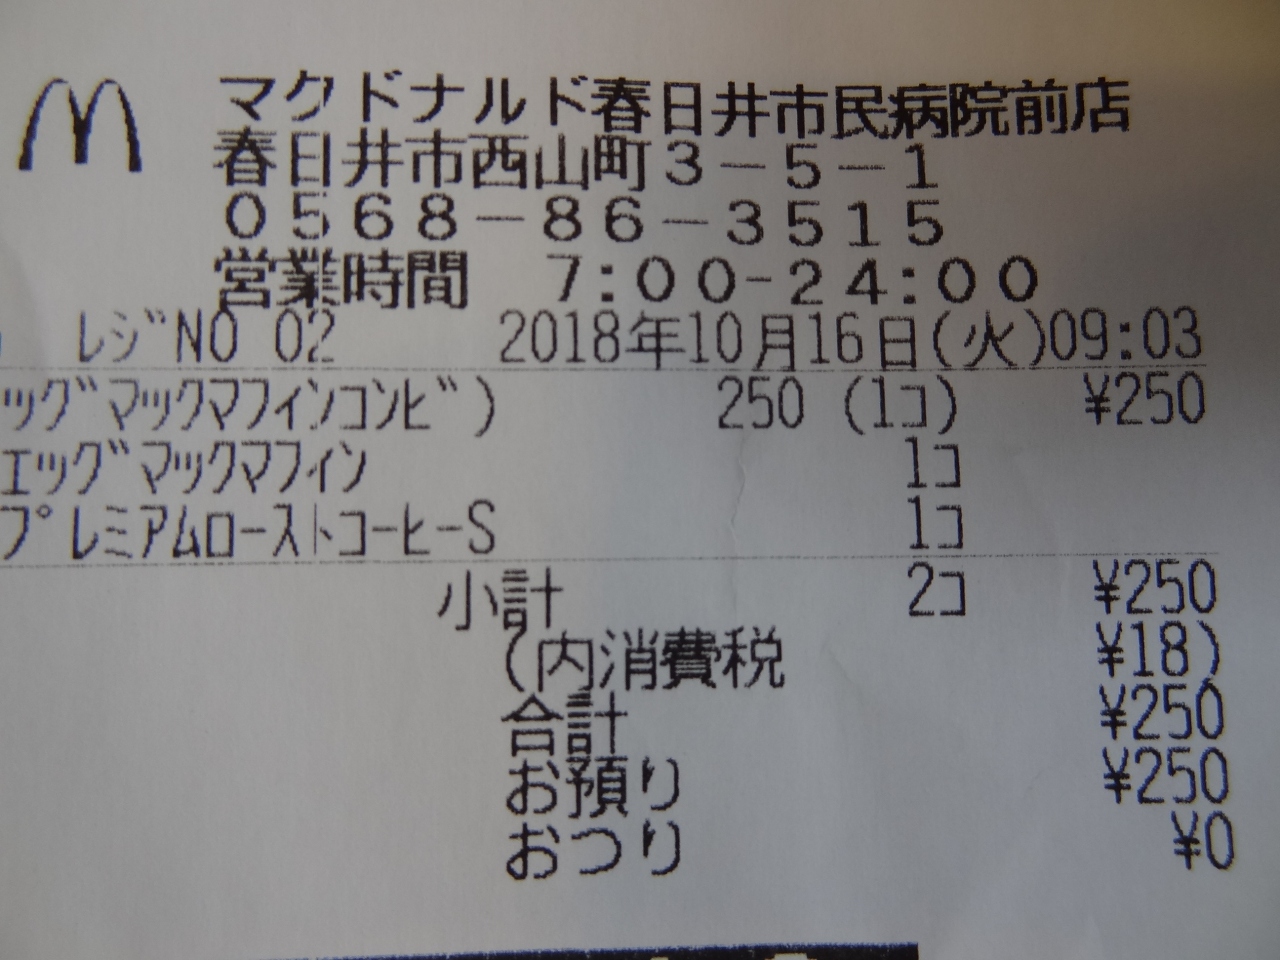 マクドナルド春日井市民病院前店
春日井市西山町3-5-1
0568-86-3515
営業時間 7:00-24:00
レジNO 02 2018年10月16日(火)09:03
ッグマックマフィンコンビ) 250 (1コ) ¥250
エッグマックマフィン 1コ
プレミアムローストコーヒーS 1コ
小計 2コ ¥250
(内消費税 ¥18)
合計 ¥250
お預り ¥250
おつり ¥0